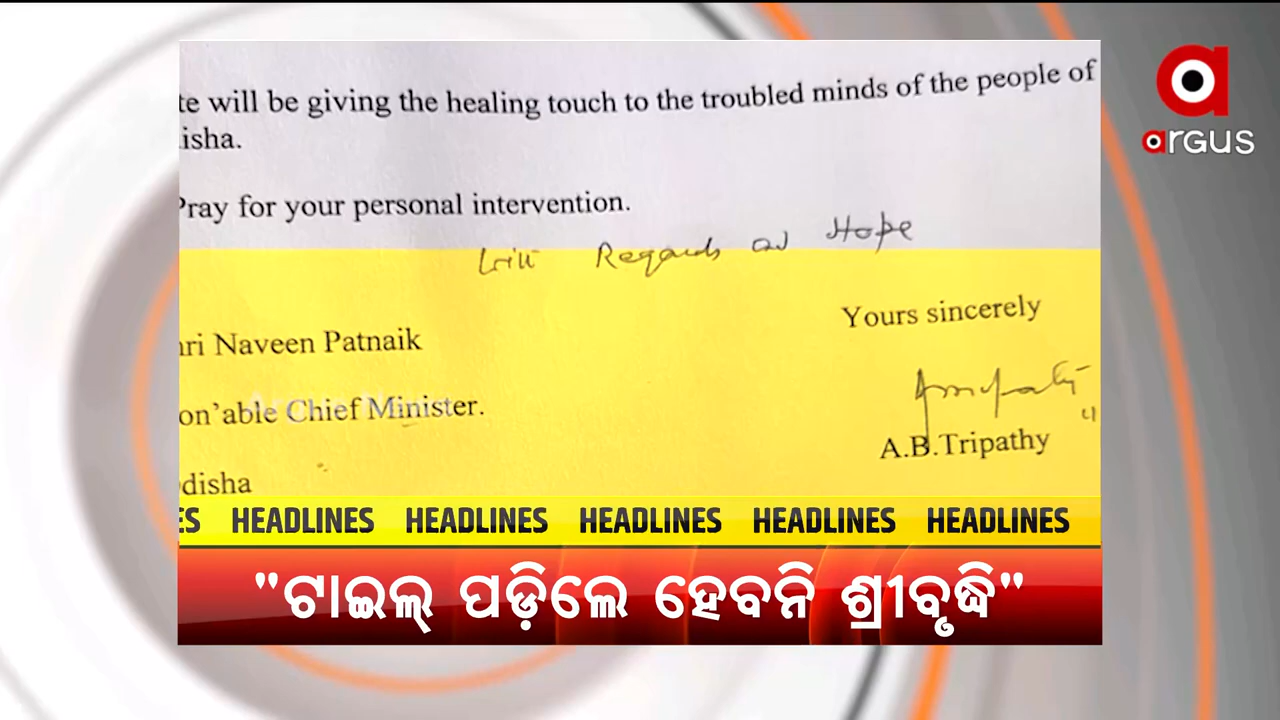 te will be giving the healing touch to the troubled minds of the people of
isha.
Pray for your personal intervention.
With Regards and Hope
Yours sincerely
hri Naveen Patnaik
on'able Chief Minister.
A.B.Tripathy
disha
ES HEADLINES HEADLINES HEADLINES HEADLINES HEADLINES
"ଟାଇଲ୍ ପଡ଼ିଲେ ହେବନି ଶ୍ରୀବୃଦ୍ଧି"
argus